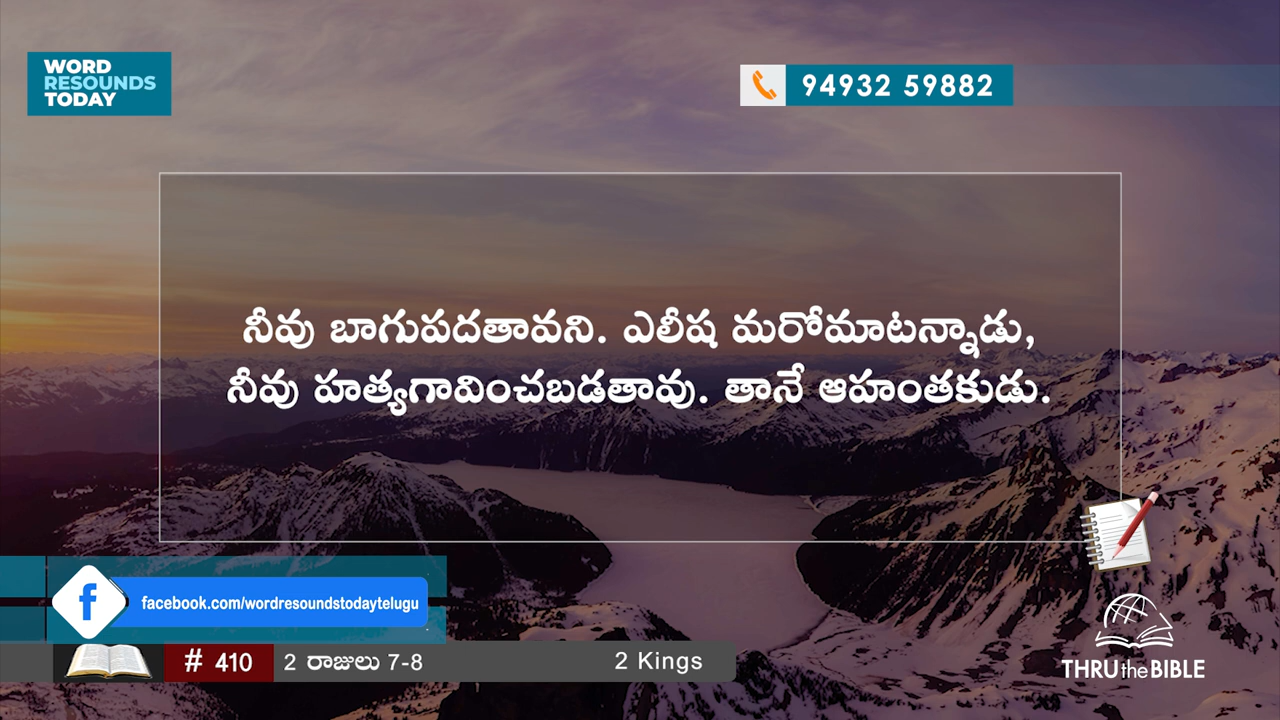 WORD
RESOUNDS
TODAY
94932 59882
నీవు బాగుపదతావని. ఎలీష మరోమాటన్నాడు,
నీవు హత్యగావించబడతావు. తానే ఆహంతకుడు.
facebook.com/wordresoundstodaytelugu
# 410 2 రాజులు 7-8 2 Kings
THRU the BIBLE